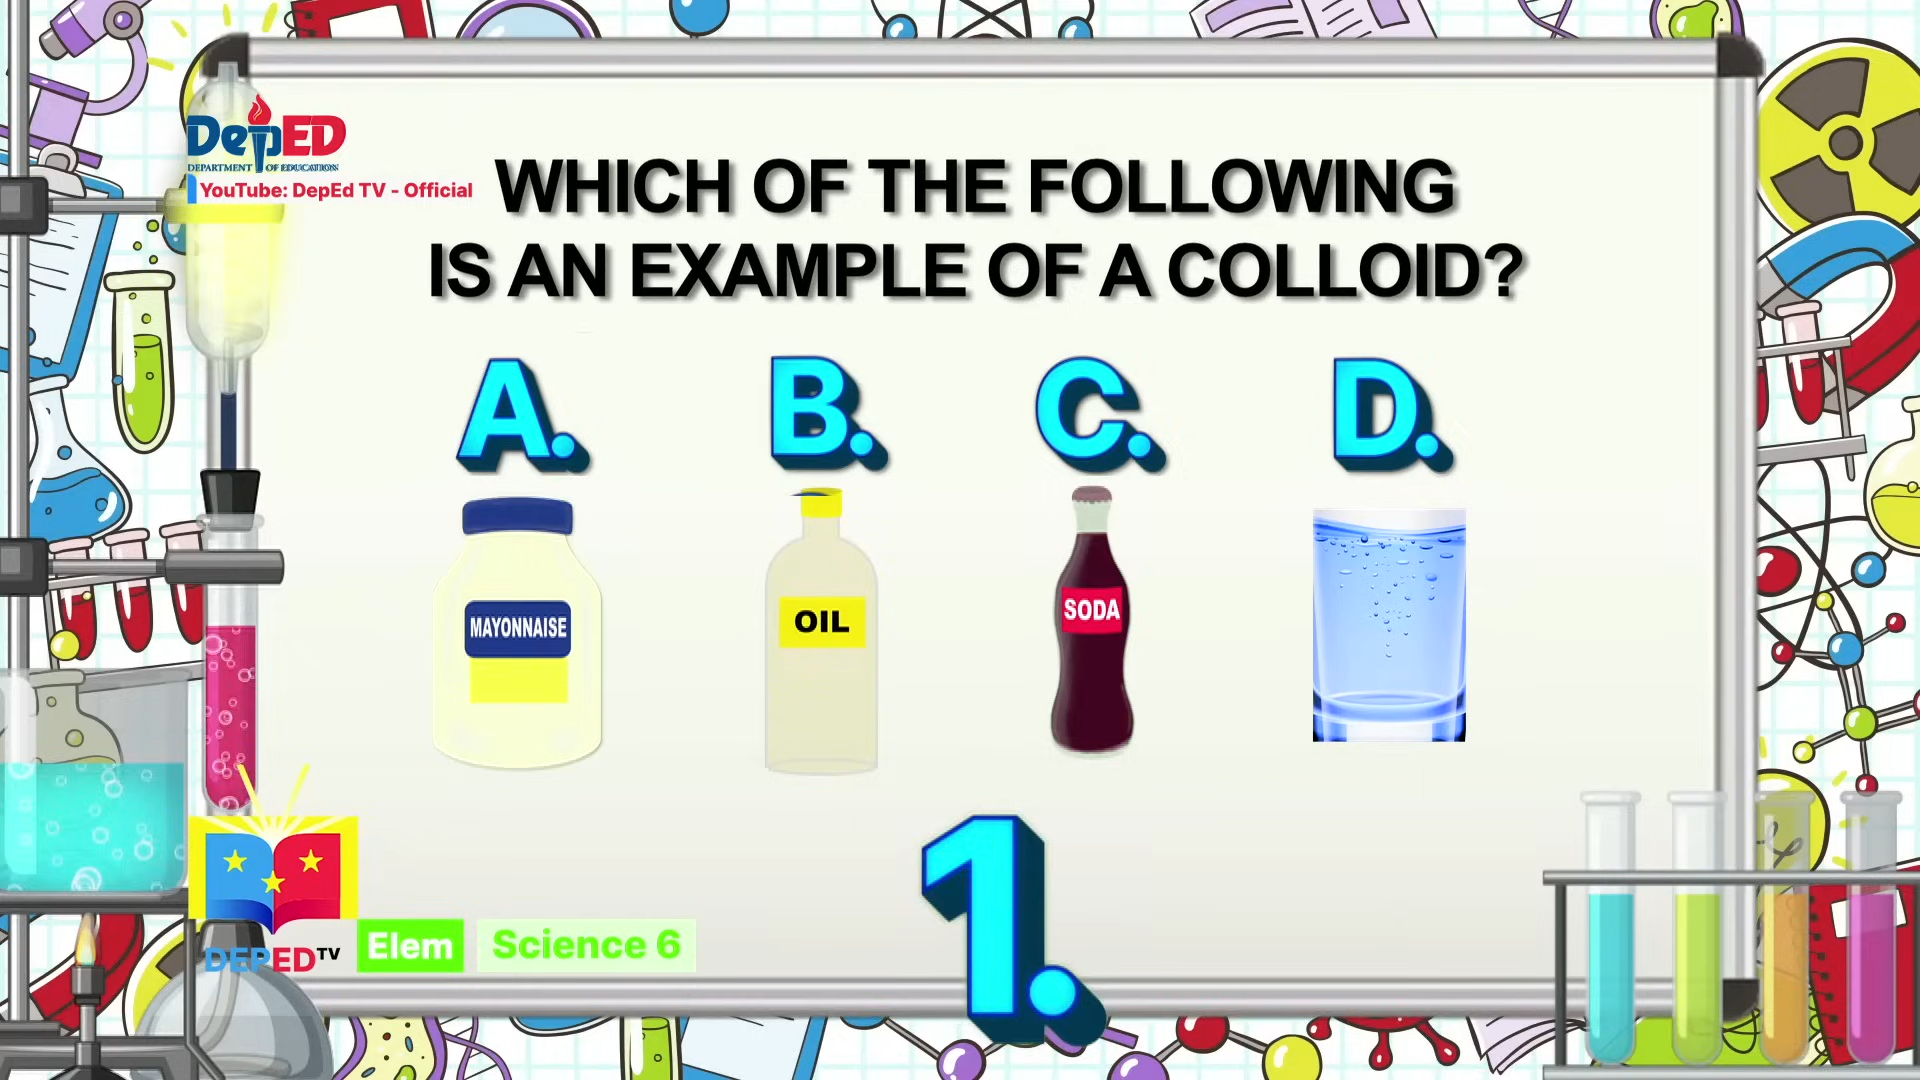 DepED
DEPARTMENT OF EDUCATION
YouTube: DepEd TV - Official
WHICH OF THE FOLLOWING
IS AN EXAMPLE OF A COLLOID?
A. B. C. D.
MAYONNAISE
OIL
SODA
1.
DEPED TV
Elem
Science 6